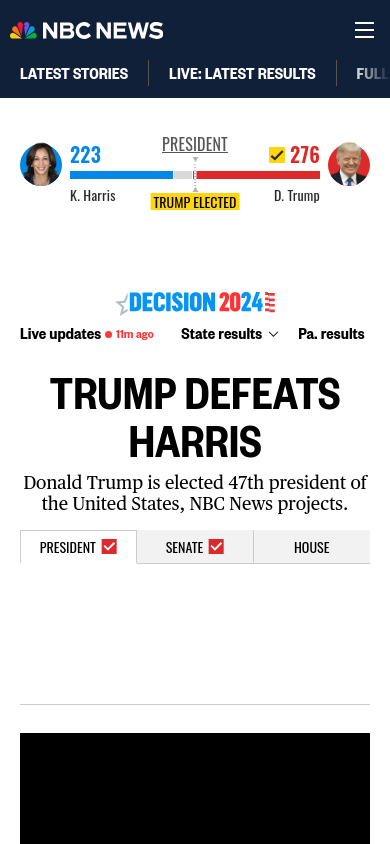 NBC NEWS
LATEST STORIES
LIVE: LATEST RESULTS
FULL
PRESIDENT
223
276
K. Harris
D. Trump
TRUMP ELECTED
DECISION 2024
Live updates 11m ago
State results
Pa. results
TRUMP DEFEATS
HARRIS
Donald Trump is elected 47th president of
the United States, NBC News projects.
PRESIDENT
SENATE
HOUSE